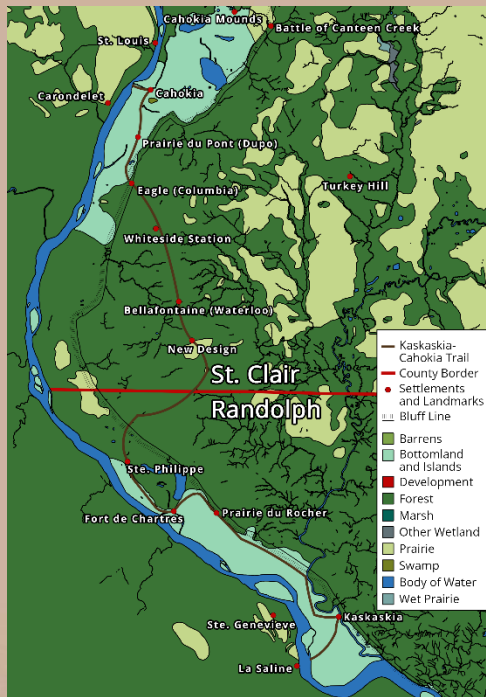 Cahokia Mounds
Battle of Canteen Creek
St. Louis
Carondelet
Cahokia
Prairie du Pont (Dupo)
Eagle (Columbia)
Turkey Hill
Whiteside Station
Bellafontaine (Waterloo)
New Design
St. Clair
Randolph
Ste. Philippe
Fort de Chartres
Prairie du Rocher
Ste. Genevieve
Kaskaskia
La Saline
Kaskaskia-
Cahokia Trail
County Border
Settlements
and Landmarks
Bluff Line
Barrens
Bottomland
and Islands
Development
Forest
Marsh
Other Wetland
Prairie
Swamp
Body of Water
Wet Prairie